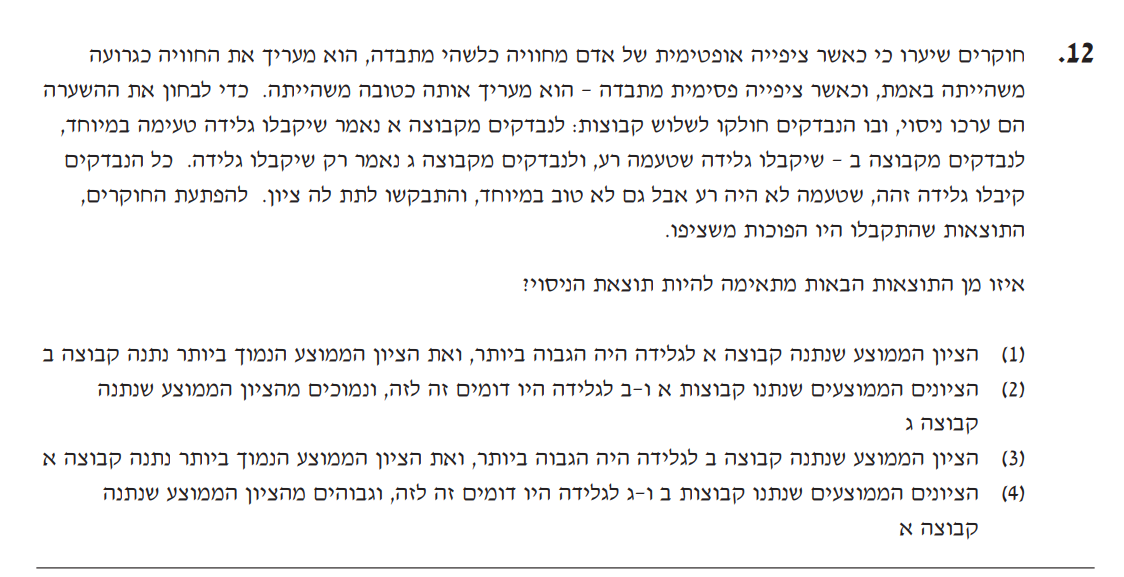 12. חוקרים שיערו כי כאשר ציפייה אופטימית של אדם מחוויה כלשהי מתבדה, הוא מעריך את החוויה כגרועה
משהייתה באמת, וכאשר ציפייה פסימית מתבדה – הוא מעריך אותה כטובה משהייתה. כדי לבחון את ההשערה
הם ערכו ניסוי, ובו הנבדקים חולקו לשלוש קבוצות: לנבדקים מקבוצה א נאמר שיקבלו גלידה טעימה במיוחד,
לנבדקים מקבוצה ב – שיקבלו גלידה שטעמה רע, ולנבדקים מקבוצה ג נאמר רק שיקבלו גלידה. כל הנבדקים
קיבלו גלידה זהה, שטעמה לא היה רע אבל גם לא טוב במיוחד, והתבקשו לתת לה ציון. להפתעת החוקרים,
התוצאות שהתקבלו היו הפוכות משציפו.
איזו מן התוצאות הבאות מתאימה להיות תוצאת הניסוי?
(1) הציון הממוצע שנתנה קבוצה א לגלידה היה הגבוה ביותר, ואת הציון הממוצע הנמוך ביותר נתנה קבוצה ב
(2) הציונים הממוצעים שנתנו קבוצות א ו-ב לגלידה היו דומים זה לזה, ונמוכים מהציון הממוצע שנתנה
קבוצה ג
(3) הציון הממוצע שנתנה קבוצה ב לגלידה היה הגבוה ביותר, ואת הציון הממוצע הנמוך ביותר נתנה קבוצה א
(4) הציונים הממוצעים שנתנו קבוצות ב ו-ג לגלידה היו דומים זה לזה, וגבוהים מהציון הממוצע שנתנה
קבוצה א